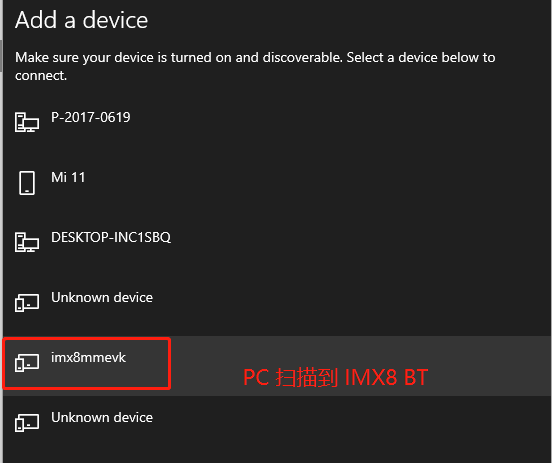 Add a device
Make sure your device is turned on and discoverable. Select a device below to
connect.
P-2017-0619
Mi 11
DESKTOP-INC1SBQ
Unknown device
imx8mmevk
PC 扫描到 IMX8 BT
Unknown device